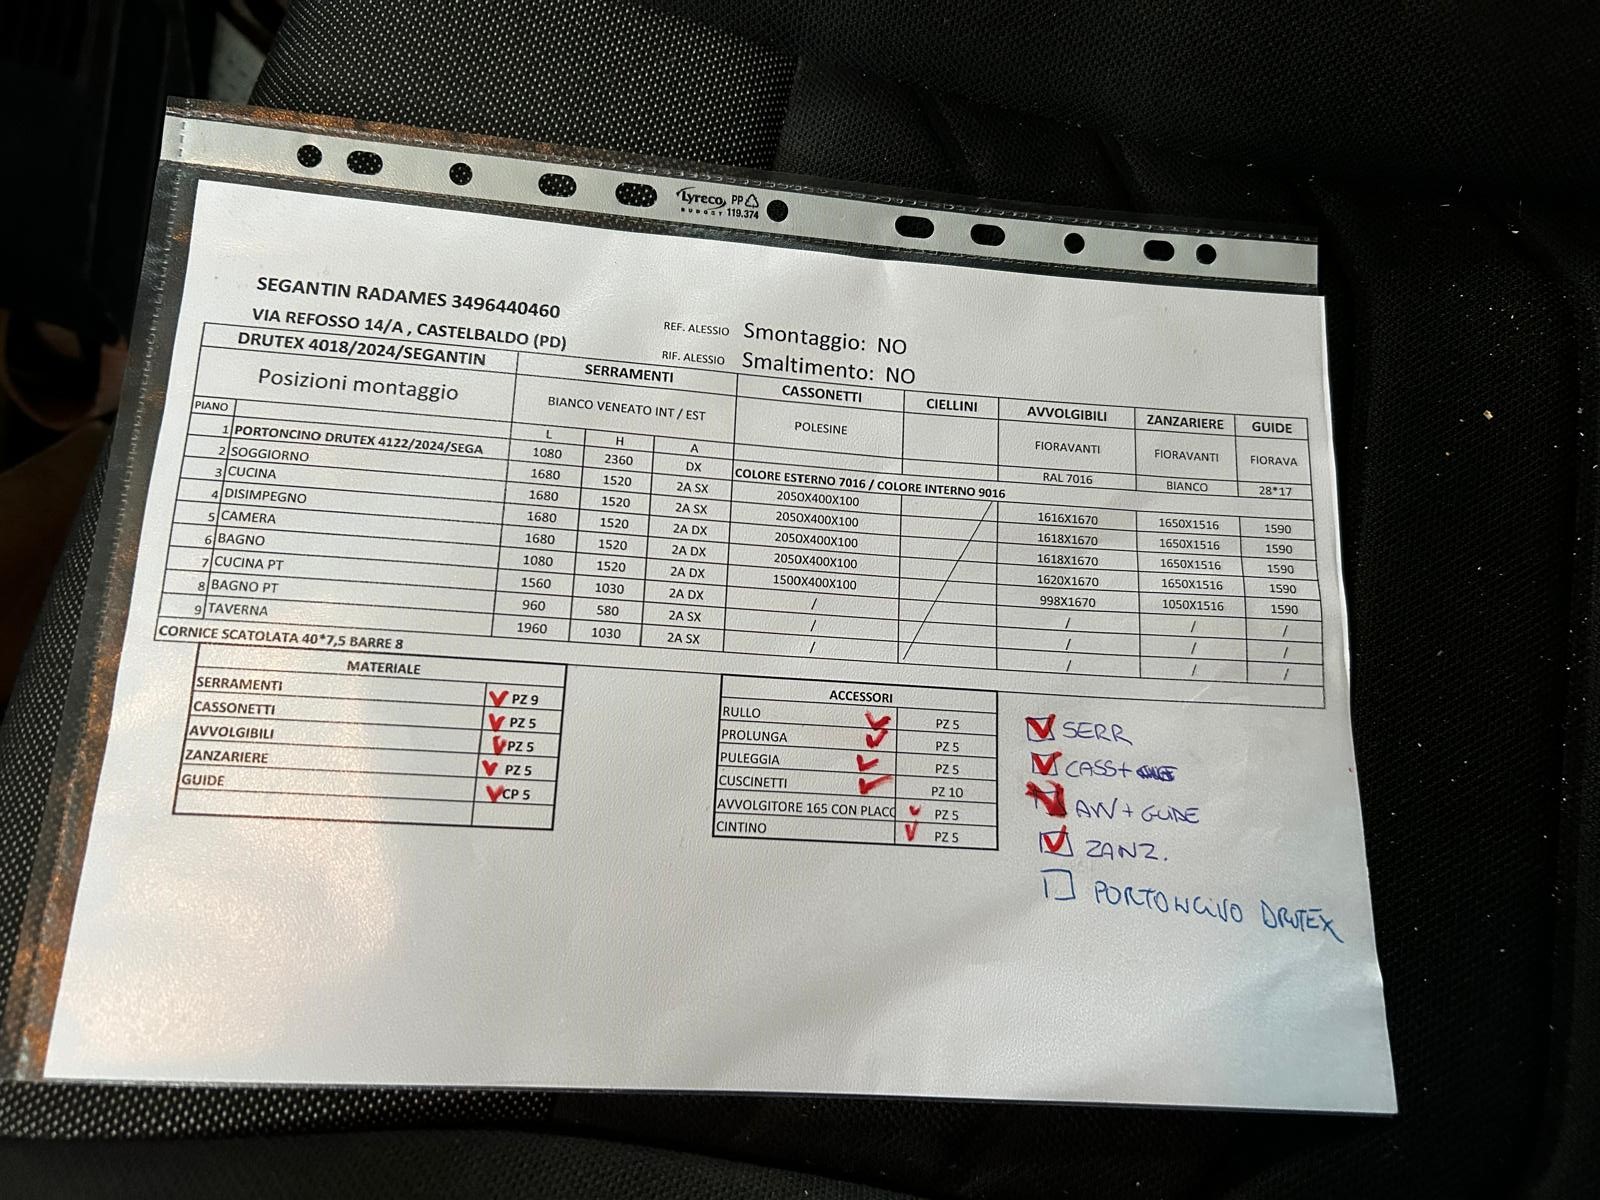 Lyreco PP
BUDGET 119.374
SEGANTIN RADAMES 3496440460
VIA REFOSSO 14/A , CASTELBALDO (PD)
REF. ALESSIO Smontaggio: NO
RIF. ALESSIO Smaltimento: NO
DRUTEX 4018/2024/SEGANTIN SERRAMENTI CASSONETTI CIELLINI AVVOLGIBILI ZANZARIERE GUIDE
Posizioni montaggio BIANCO VENEATO INT / EST POLESINE FIORAVANTI FIORAVANTI FIORAVA
PIANO L H A RAL 7016 BIANCO 28*17
1 PORTONCINO DRUTEX 4122/2024/SEGA 1080 2360 DX COLORE ESTERNO 7016 / COLORE INTERNO 9016
2 SOGGIORNO 1680 1520 2A SX 2050X400X100 1616X1670 1650X1516 1590
3 CUCINA 1680 1520 2A SX 2050X400X100 1618X1670 1650X1516 1590
4 DISIMPEGNO 1680 1520 2A DX 2050X400X100 1618X1670 1650X1516 1590
5 CAMERA 1680 1520 2A DX 2050X400X100 1620X1670 1650X1516 1590
6 BAGNO 1080 1520 2A DX 1500X400X100 998X1670 1050X1516 1590
7 CUCINA PT 1560 1030 2A DX / / / /
8 BAGNO PT 960 580 2A SX / / / /
9 TAVERNA 1960 1030 2A SX / / / /
CORNICE SCATOLATA 40*7,5 BARRE 8
MATERIALE
SERRAMENTI PZ 9
CASSONETTI PZ 5
AVVOLGIBILI PZ 5
ZANZARIERE PZ 5
GUIDE CP 5
ACCESSORI
RULLO PZ 5
PROLUNGA PZ 5
PULEGGIA PZ 5
CUSCINETTI PZ 10
AVVOLGITORE 165 CON PLACC PZ 5
CINTINO PZ 5
SERR
CASS+
AVV + GUIDE
ZANZ.
PORTONCINO DRUTEX